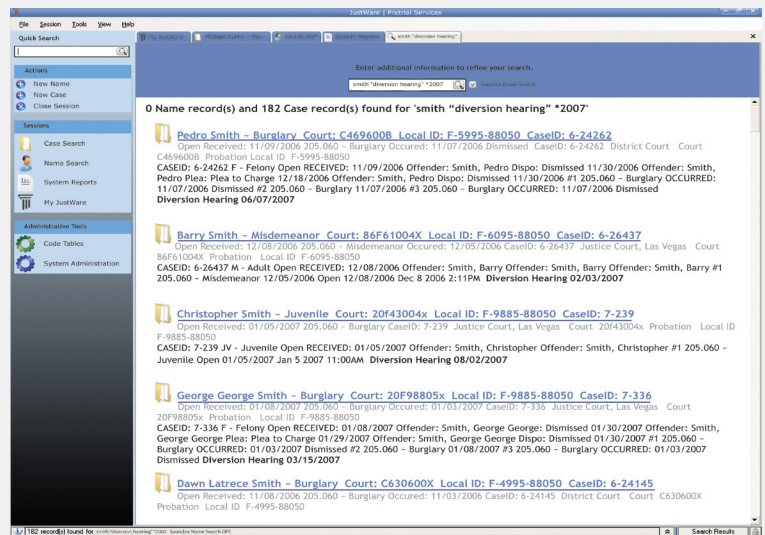 JustWare | Pretrial Services
File Session Tools View Help
Quick Search
My JustWare
System Reports
smith "diversion hearing"
Actions
New Name
New Case
Close Session
Sessions
Case Search
Name Search
System Reports
My JustWare
Administrative Tools
Code Tables
System Administration
Enter additional information to refine your search.
smith "diversion hearing" *2007
Soundex Name Search
0 Name record(s) and 182 Case record(s) found for 'smith "diversion hearing" *2007'
Pedro Smith – Burglary Court: C469600B Local ID: F-5995-88050 CaseID: 6-24262
Open Received: 11/09/2006 205.060 – Burglary Occured: 11/07/2006 Dismissed CaseID: 6-24262 District Court Court
C469600B Probation Local ID F-5995-88050
CASEID: 6-24262 F - Felony Open RECEIVED: 11/09/2006 Offender: Smith, Pedro Dispo: Dismissed 11/30/2006 Offender: Smith,
Pedro Plea: Plea to Charge 12/18/2006 Offender: Smith, Pedro Dispo: Dismissed 11/30/2006 #1 205.060 – Burglary OCCURRED:
11/07/2006 Dismissed #2 205.060 – Burglary 11/07/2006 #3 205.060 – Burglary OCCURRED: 11/07/2006 Dismissed
Diversion Hearing 06/07/2007
Barry Smith – Misdemeanor Court: 86F61004X Local ID: F-6095-88050 CaseID: 6-26437
Open Received: 12/08/2006 205.060 – Misdemeanor Occured: 12/05/2006 CaseID: 6-26437 Justice Court, Las Vegas Court
86F61004X Probation Local ID F-6095-88050
CASEID: 6-26437 M - Adult Open RECEIVED: 12/08/2006 Offender: Smith, Barry Offender: Smith, Barry Offender: Smith, Barry #1
205.060 – Misdemeanor 12/05/2006 Open 12/08/2006 Dec 8 2006 2:11PM Diversion Hearing 02/03/2007
Christopher Smith – Juvenile Court: 20f43004x Local ID: F-9885-88050 CaseID: 7-239
Open Received: 01/05/2007 205.060 – Burglary CaseID: 7-239 Justice Court, Las Vegas Court 20f43004x Probation Local ID
F-9885-88050
CASEID: 7-239 JV - Juvenile Open RECEIVED: 01/05/2007 Offender: Smith, Christopher Offender: Smith, Christopher #1 205.060 –
Juvenile Open 01/05/2007 Jan 5 2007 11:00AM Diversion Hearing 08/02/2007
George George Smith – Burglary Court: 20F98805x Local ID: F-9885-88050 CaseID: 7-336
Open Received: 01/08/2007 205.060 – Burglary Occured: 01/03/2007 CaseID: 7-336 Justice Court, Las Vegas Court
20F98805x Probation Local ID F-9885-88050
CASEID: 7-336 F - Felony Open RECEIVED: 01/08/2007 Offender: Smith, George George: Dismissed 01/30/2007 Offender: Smith,
George George Plea: Plea to Charge 01/29/2007 Offender: Smith, George George Dispo: Dismissed 01/30/2007 #1 205.060 –
Burglary OCCURRED: 01/03/2007 Dismissed #2 205.060 – Burglary 01/08/2007 #3 205.060 – Burglary OCCURRED: 01/03/2007
Dismissed Diversion Hearing 03/15/2007
Dawn Latrece Smith – Burglary Court: C630600X Local ID: F-4995-88050 CaseID: 6-24145
Open Received: 11/08/2006 205.060 – Burglary Occured: 11/03/2006 CaseID: 6-24145 District Court Court C630600X
Probation Local ID F-4995-88050
182 record(s) found for smith "diversion hearing" *2007. Soundex Name Search OFF.
Search Results